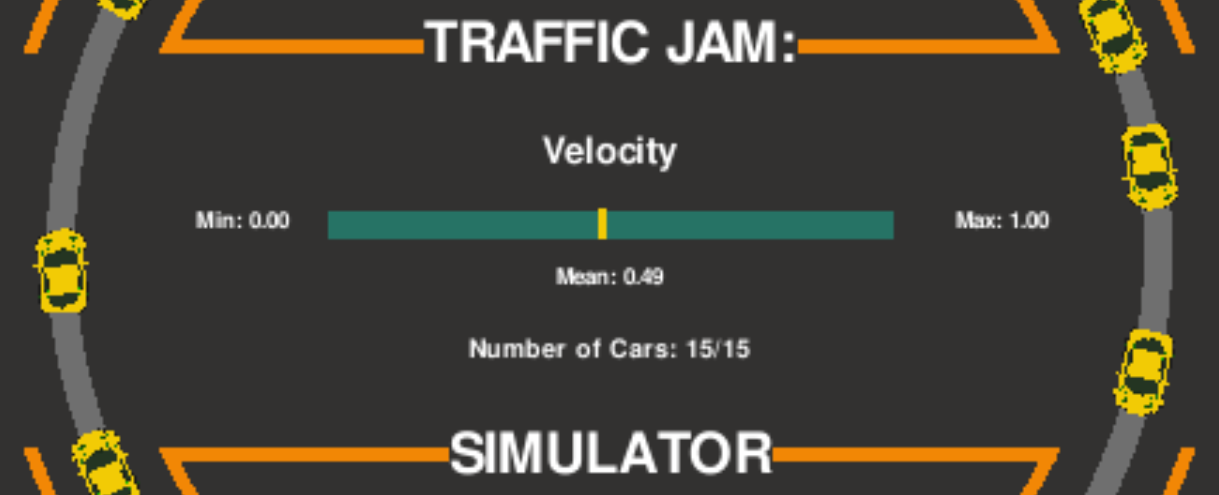 TRAFFIC JAM:
Velocity
Min: 0.00
Max: 1.00
Mean: 0.49
Number of Cars: 15/15
SIMULATOR